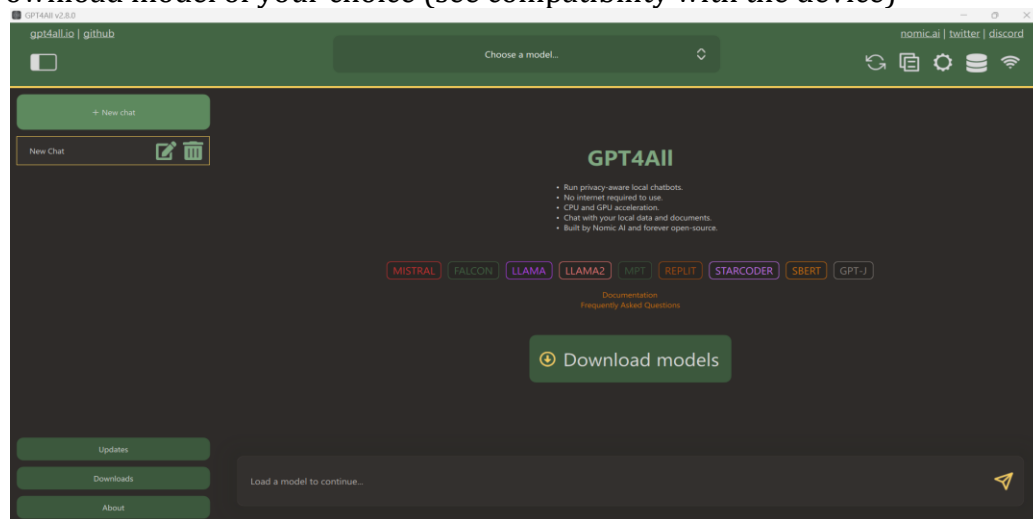 ownload model of your choice (see compatibility with the device)
GPT4All v2.8.0
gpt4all.io | github
nomic.ai | twitter | discord
Choose a model...
+ New chat
New Chat
GPT4All
• Run privacy-aware local chatbots.
• No internet required to use.
• CPU and GPU acceleration.
• Chat with your local data and documents.
• Built by Nomic AI and forever open-source.
MISTRAL FALCON LLAMA LLAMA2 MPT REPLIT STARCODER SBERT GPT-J
Documentation
Frequently Asked Questions
Download models
Updates
Downloads
Load a model to continue...
About